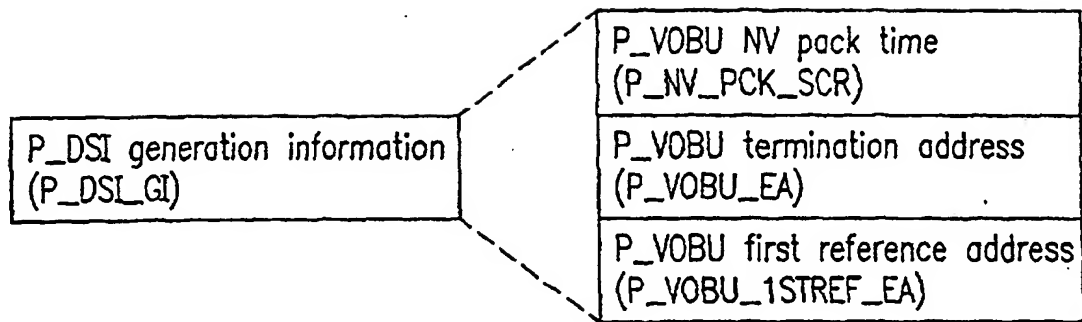 P_DSI generation information
(P_DSI_GI)
P_VOBU NV pack time
(P_NV_PCK_SCR)
P_VOBU termination address
(P_VOBU_EA)
P_VOBU first reference address
(P_VOBU_1STREF_EA)